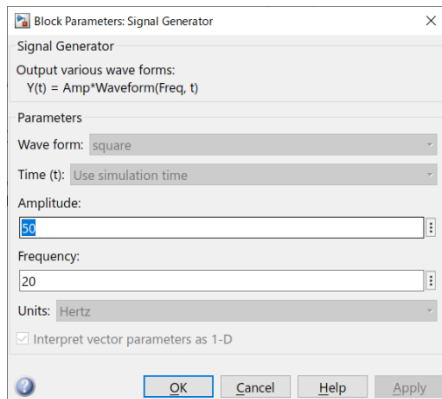 Block Parameters: Signal Generator
Signal Generator
Output various wave forms:
Y(t) = Amp*Waveform(Freq, t)
Parameters
Wave form: square
Time (t): Use simulation time
Amplitude:
50
Frequency:
20
Units: Hertz
Interpret vector parameters as 1-D
OK Cancel Help Apply